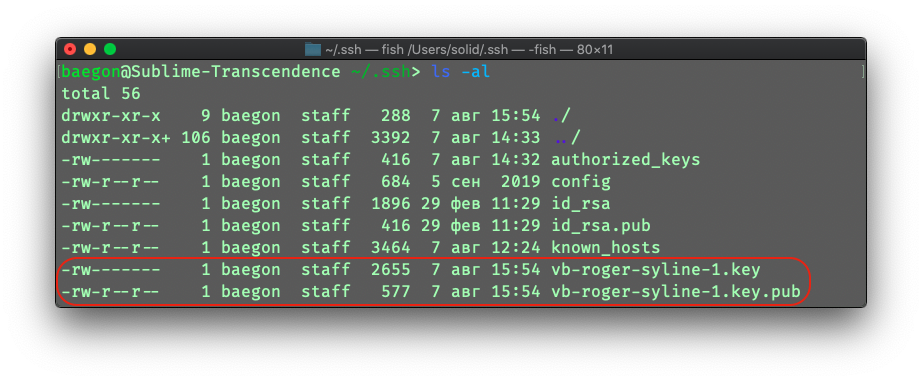 ~/.ssh — fish /Users/solid/.ssh — -fish — 80×11
[baegon@Sublime-Transcendence ~/.ssh> ls -al ]
total 56
drwxr-xr-x 9 baegon staff 288 7 авг 15:54 ./
drwxr-xr-x+ 106 baegon staff 3392 7 авг 14:33 ../
-rw------- 1 baegon staff 416 7 авг 14:32 authorized_keys
-rw-r--r-- 1 baegon staff 684 5 сен 2019 config
-rw------- 1 baegon staff 1896 29 фев 11:29 id_rsa
-rw-r--r-- 1 baegon staff 416 29 фев 11:29 id_rsa.pub
-rw-r--r-- 1 baegon staff 3464 7 авг 12:24 known_hosts
-rw------- 1 baegon staff 2655 7 авг 15:54 vb-roger-syline-1.key
-rw-r--r-- 1 baegon staff 577 7 авг 15:54 vb-roger-syline-1.key.pub